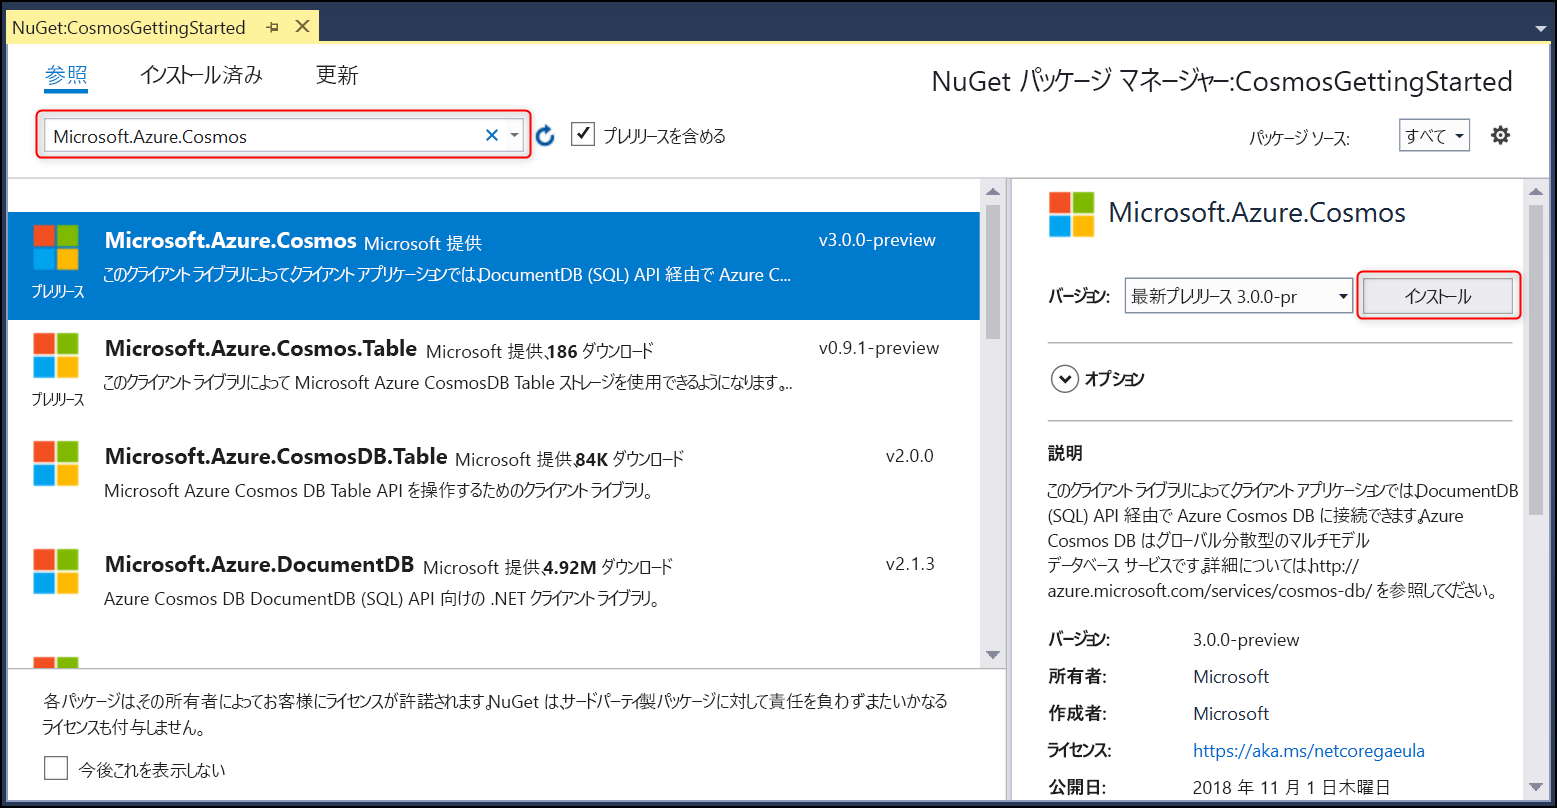 NuGet:CosmosGettingStarted
参照 インストール済み 更新
NuGet パッケージ マネージャー:CosmosGettingStarted
Microsoft.Azure.Cosmos
プレリリースを含める
パッケージ ソース: すべて
Microsoft.Azure.Cosmos Microsoft 提供 v3.0.0-preview
このクライアント ライブラリによって、クライアント アプリケーションでは、DocumentDB (SQL) API 経由で Azure C...
プレリリース
Microsoft.Azure.Cosmos.Table Microsoft 提供、186 ダウンロード v0.9.1-preview
このクライアント ライブラリによって Microsoft Azure CosmosDB Table ストレージを使用できるようになります。..
プレリリース
Microsoft.Azure.CosmosDB.Table Microsoft 提供、84K ダウンロード v2.0.0
Microsoft Azure Cosmos DB Table API を操作するためのクライアント ライブラリ。
Microsoft.Azure.DocumentDB Microsoft 提供、4.92M ダウンロード v2.1.3
Azure Cosmos DB DocumentDB (SQL) API 向けの .NET クライアント ライブラリ。
各パッケージは、その所有者によってお客様にライセンスが許諾されます。NuGet は、サードパーティ製パッケージに対して責任を負わず、またいかなる
ライセンスも付与しません。
今後これを表示しない
Microsoft.Azure.Cosmos
バージョン: 最新プレリリース 3.0.0-pr インストール
オプション
説明
このクライアント ライブラリによって、クライアント アプリケーションでは、DocumentDB
(SQL) API 経由で Azure Cosmos DB に接続できます。Azure
Cosmos DB は、グローバル分散型のマルチモデル
データベース サービスです。詳細については、http://
azure.microsoft.com/services/cosmos-db/ を参照してください。
バージョン: 3.0.0-preview
所有者: Microsoft
作成者: Microsoft
ライセンス: https://aka.ms/netcoregaeula
公開日: 2018 年 11 月 1 日木曜日